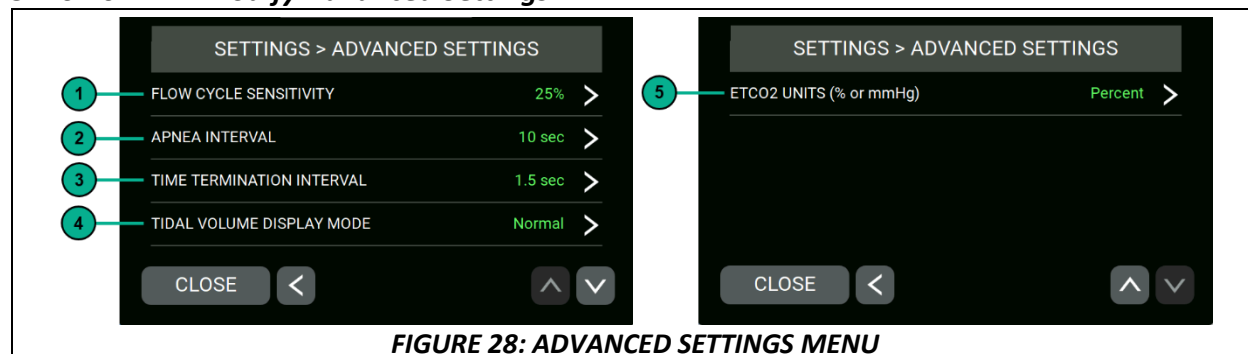 SETTINGS > ADVANCED SETTINGS
1 FLOW CYCLE SENSITIVITY 25% >
2 APNEA INTERVAL 10 sec >
3 TIME TERMINATION INTERVAL 1.5 sec >
4 TIDAL VOLUME DISPLAY MODE Normal >
CLOSE <
SETTINGS > ADVANCED SETTINGS
5 ETCO2 UNITS (% or mmHg) Percent >
CLOSE <
FIGURE 28: ADVANCED SETTINGS MENU